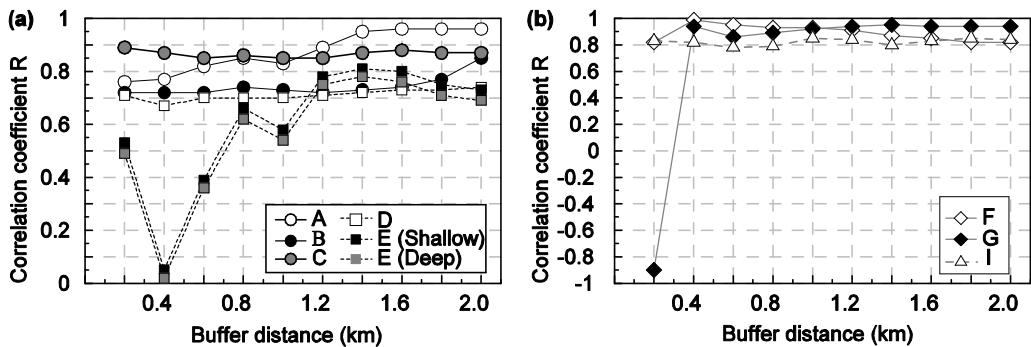 (a)
Correlation coefficient R
1
0.8
0.6
0.4
0.2
0
0.4 0.8 1.2 1.6 2.0
Buffer distance (km)
A D
B E (Shallow)
C E (Deep)
(b)
Correlation coefficient R
1
0.8
0.6
0.4
0.2
0
-0.2
-0.4
-0.6
-0.8
-1
0.4 0.8 1.2 1.6 2.0
Buffer distance (km)
F
G
I